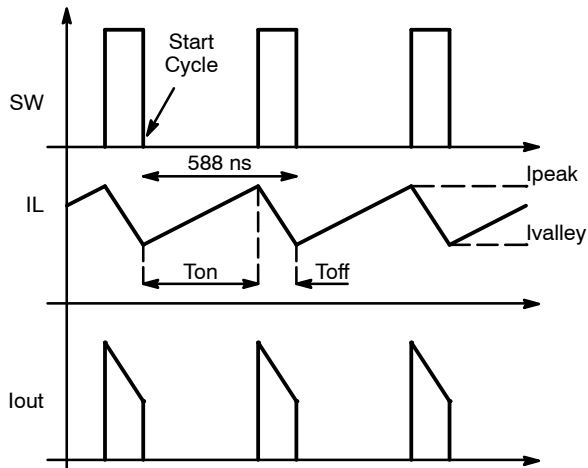 Start
Cycle
SW
588 ns
Ipeak
IL
Ivalley
Ton
Toff
Iout